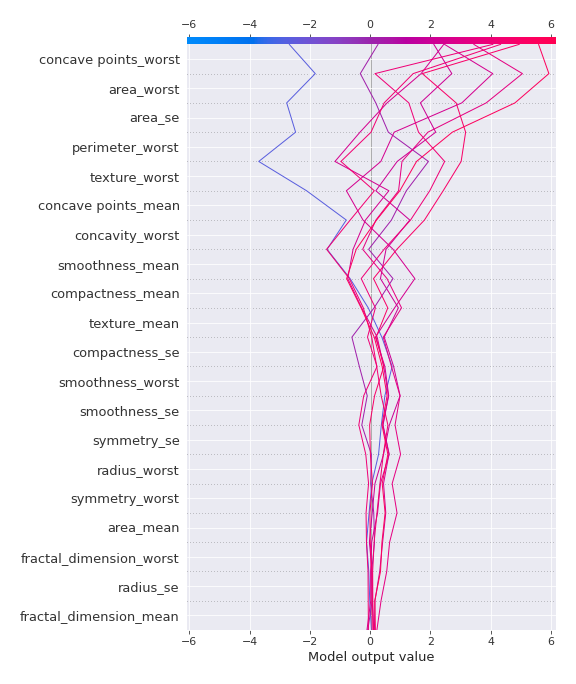 −6 −4 −2 0 2 4 6
concave points_worst
area_worst
area_se
perimeter_worst
texture_worst
concave points_mean
concavity_worst
smoothness_mean
compactness_mean
texture_mean
compactness_se
smoothness_worst
smoothness_se
symmetry_se
radius_worst
symmetry_worst
area_mean
fractal_dimension_worst
radius_se
fractal_dimension_mean
−6 −4 −2 0 2 4 6
Model output value